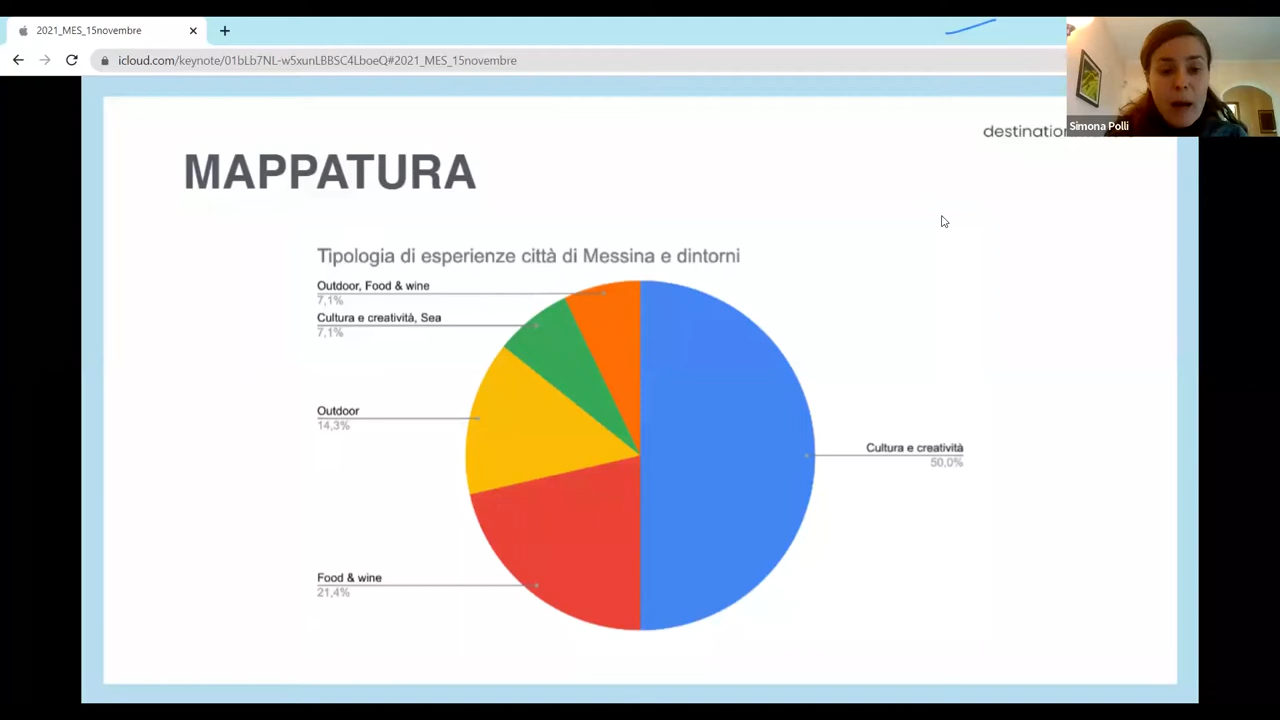 2021_MES_15novembre
icloud.com/keynote/01bLb7NL-w5xunLBBSC4LboeQ#2021_MES_15novembre
Simona Polli
MAPPATURA
Tipologia di esperienze città di Messina e dintorni
Outdoor, Food & wine
7,1%
Cultura e creatività, Sea
7,1%
Outdoor
14,3%
Cultura e creatività
50,0%
Food & wine
21,4%